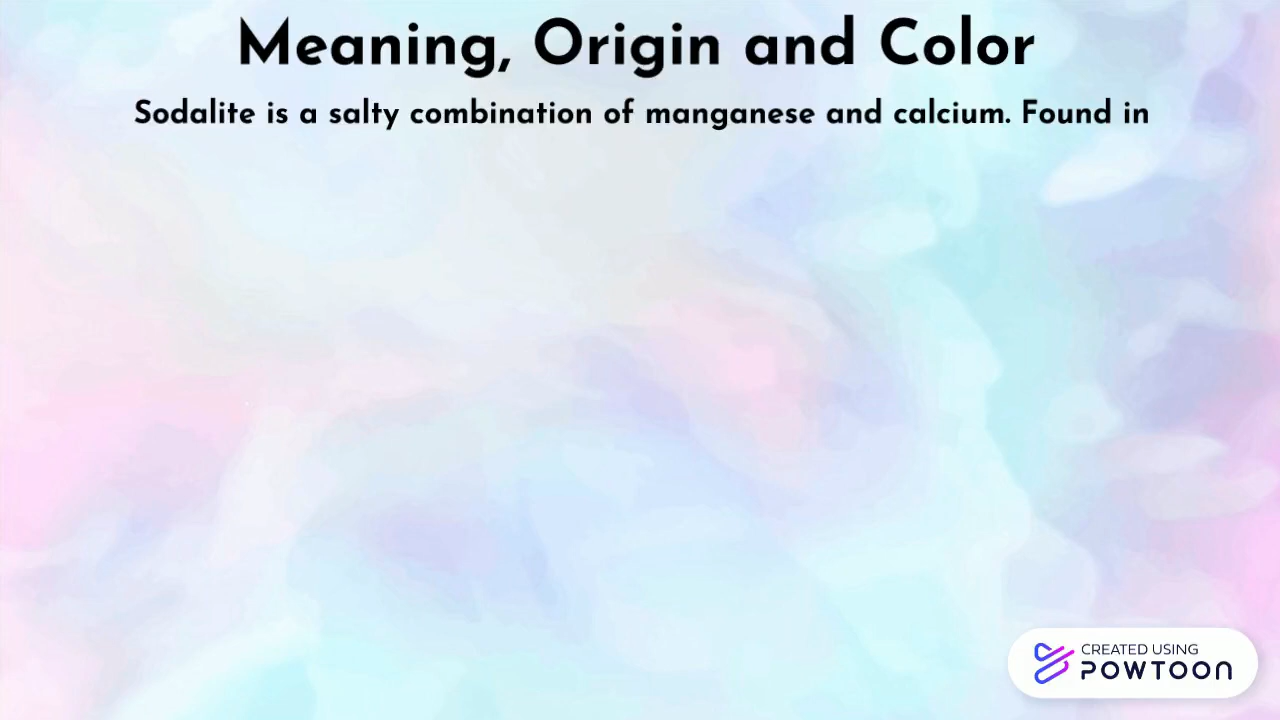 Meaning, Origin and Color
Sodalite is a salty combination of manganese and calcium. Found in
CREATED USING
POWTOON